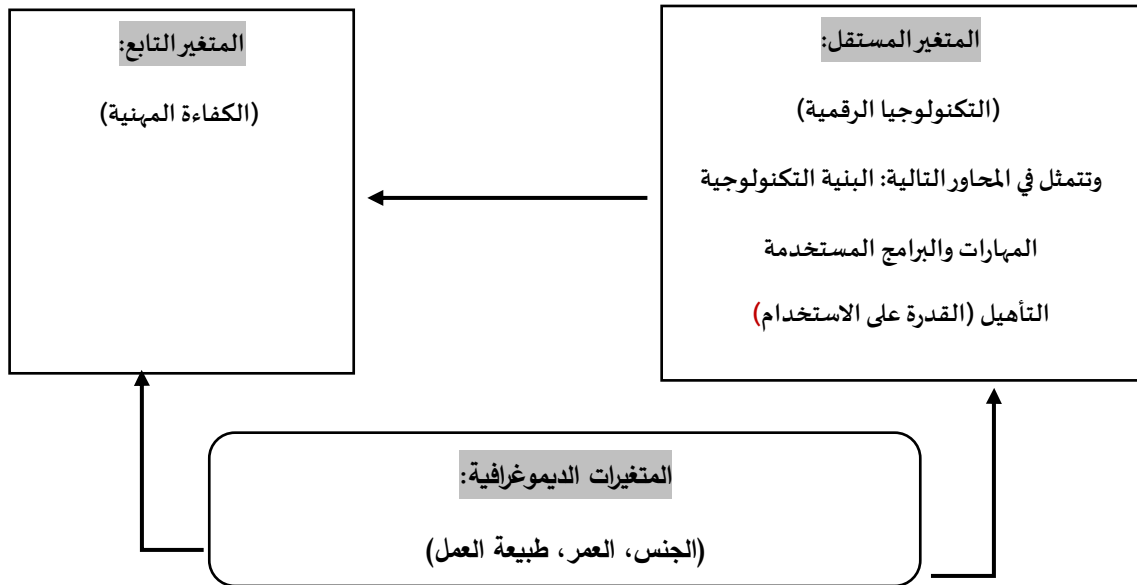 المتغير المستقل:
(التكنولوجيا الرقمية)
وتتمثل في المحاور التالية: البنية التكنولوجية
المهارات والبرامج المستخدمة
التأهيل (القدرة على الاستخدام)
المتغير التابع:
(الكفاءة المهنية)
المتغيرات الديموغرافية:
(الجنس، العمر، طبيعة العمل)